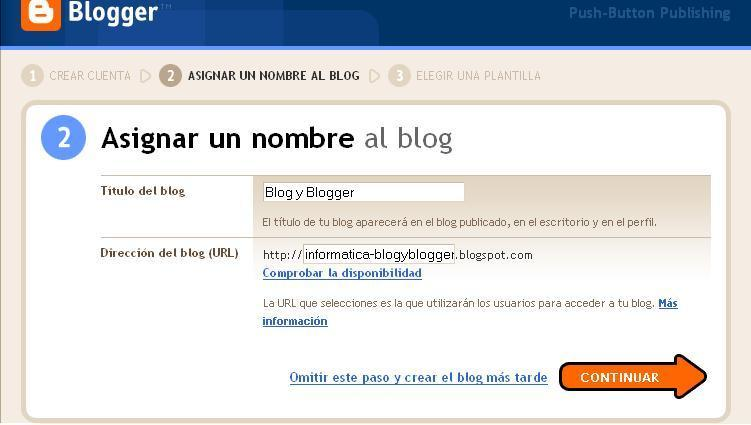 Blogger™
Push-Button Publishing
1 CREAR CUENTA 2 ASIGNAR UN NOMBRE AL BLOG 3 ELEGIR UNA PLANTILLA
2 Asignar un nombre al blog
Título del blog Blog y Blogger
El título de tu blog aparecerá en el blog publicado, en el escritorio y en el perfil.
Dirección del blog (URL) http://informatica-blogyblogger.blogspot.com
Comprobar la disponibilidad
La URL que selecciones es la que utilizarán los usuarios para acceder a tu blog. Más
información
Omitir este paso y crear el blog más tarde CONTINUAR